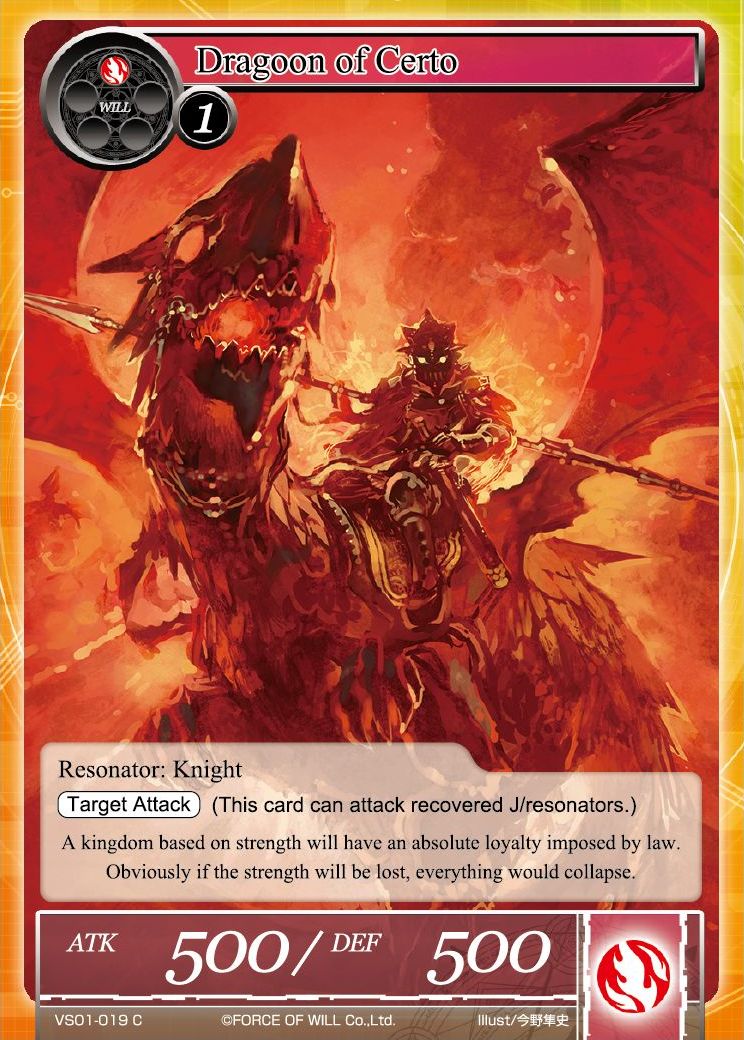 Dragoon of Certo
WILL
1
Resonator: Knight
Target Attack (This card can attack recovered J/resonators.)
A kingdom based on strength will have an absolute loyalty imposed by law.
Obviously if the strength will be lost, everything would collapse.
ATK 500/ DEF 500
VS01-019 C ©FORCE OF WILL Co.,Ltd. Illust/今野隼史